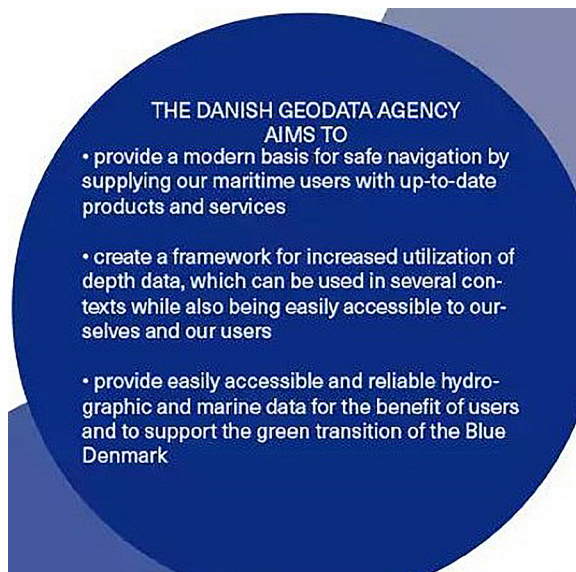 THE DANISH GEODATA AGENCY
AIMS TO
• provide a modern basis for safe navigation by
supplying our maritime users with up-to-date
products and services
• create a framework for increased utilization of
depth data, which can be used in several con-
texts while also being easily accessible to our-
selves and our users
• provide easily accessible and reliable hydro-
graphic and marine data for the benefit of users
and to support the green transition of the Blue
Denmark